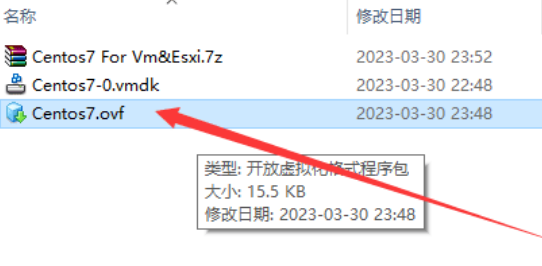 名称 修改日期
Centos7 For Vm&Esxi.7z 2023-03-30 23:52
Centos7-0.vmdk 2023-03-30 22:48
Centos7.ovf 2023-03-30 23:48
类型: 开放虚拟化格式程序包
大小: 15.5 KB
修改日期: 2023-03-30 23:48